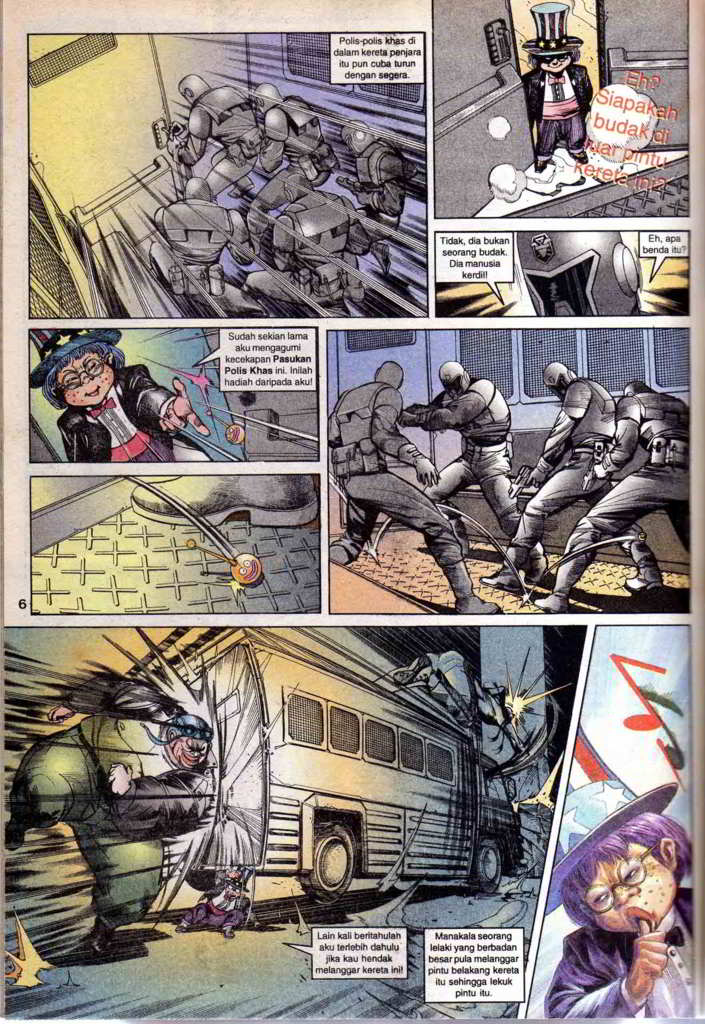 Polis-polis khas di
dalam kereta penjara
itu pun cuba turun
dengan segera.
Eh?
Siapakah
budak di
luar pintu
kereta ini?
Tidak, dia bukan
seorang budak.
Dia manusia
kerdil!
Eh, apa
benda itu?
Sudah sekian lama
aku mengagumi
kecekapan Pasukan
Polis Khas ini. Inilah
hadiah daripada aku!
6
Lain kali beritahulah
aku terlebih dahulu
jika kau hendak
melanggar kereta ini!
Manakala seorang
lelaki yang berbadan
besar pula melanggar
pintu belakang kereta
itu sehingga lekuk
pintu itu.